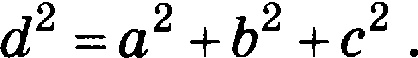 d² = a² + b² + c² .